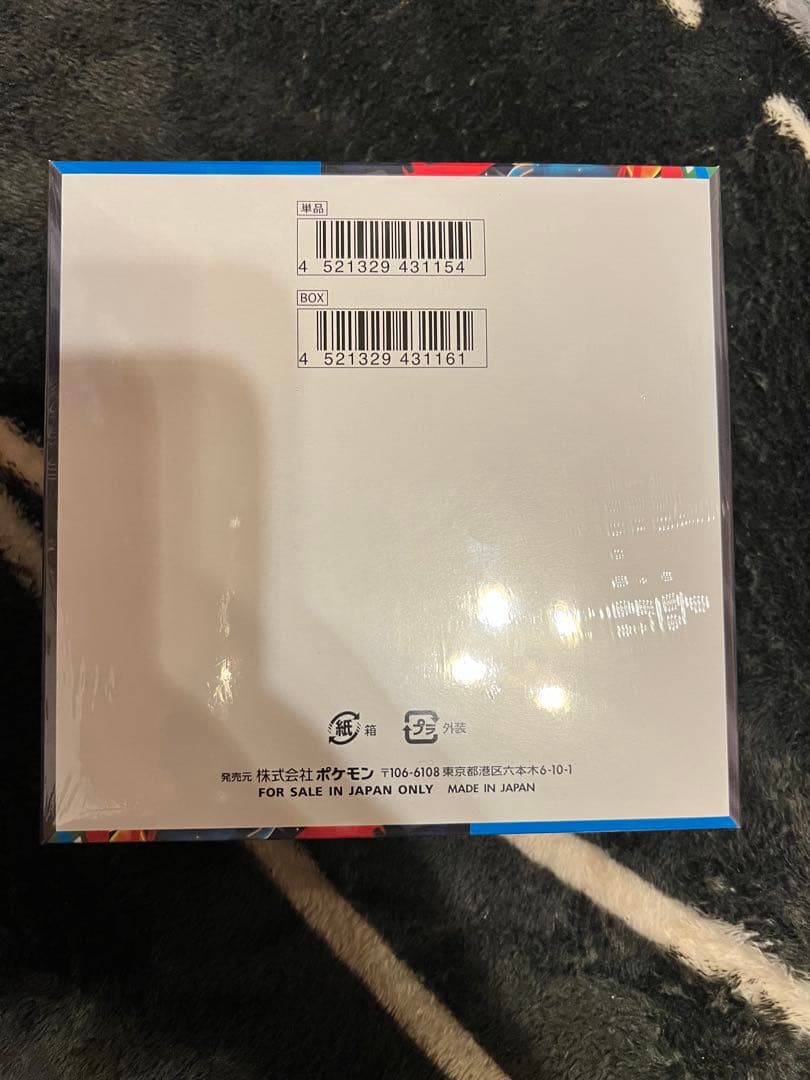 単品
4 521329 431154
BOX
4 521329 431161
紙 箱 プラ 外装
発売元 株式会社ポケモン 〒106-6108 東京都港区六本木6-10-1
FOR SALE IN JAPAN ONLY MADE IN JAPAN